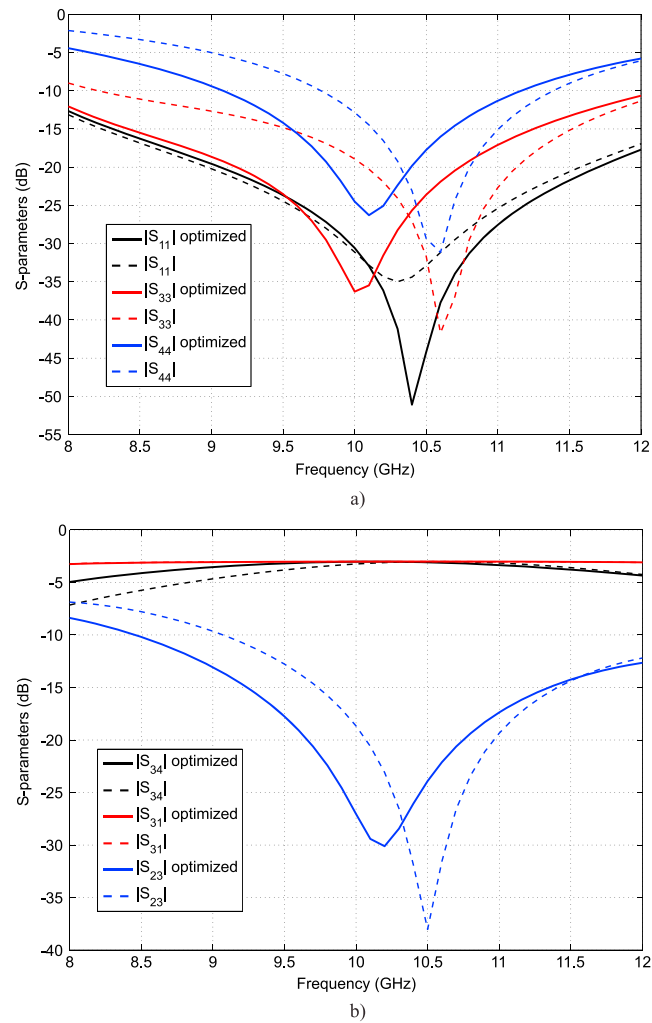 0
-5
-10
-15
-20
-25
-30
-35
-40
-45
-50
-55
S-parameters (dB)
|S11| optimized
|S11|
|S33| optimized
|S33|
|S44| optimized
|S44|
8 8.5 9 9.5 10 10.5 11 11.5 12
Frequency (GHz)
a)
0
-5
-10
-15
-20
-25
-30
-35
-40
S-parameters (dB)
|S34| optimized
|S34|
|S31| optimized
|S31|
|S23| optimized
|S23|
8 8.5 9 9.5 10 10.5 11 11.5 12
Frequency (GHz)
b)